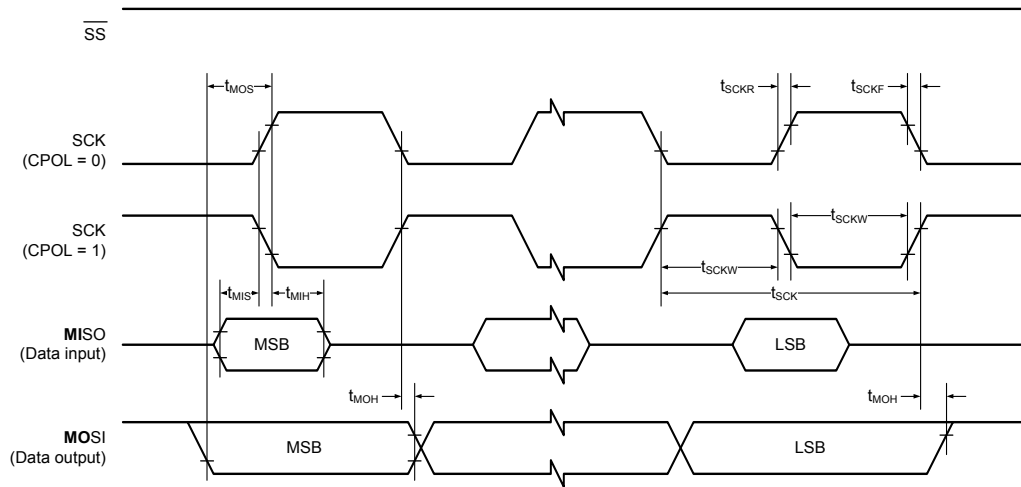 SS
tMOS
tSCKR
tSCKF
SCK
(CPOL = 0)
SCK
(CPOL = 1)
tSCKW
tSCKW
tMIS
tMIH
tSCK
MISO
(Data input)
MSB
LSB
tMOH
tMOH
MOSI
(Data output)
MSB
LSB